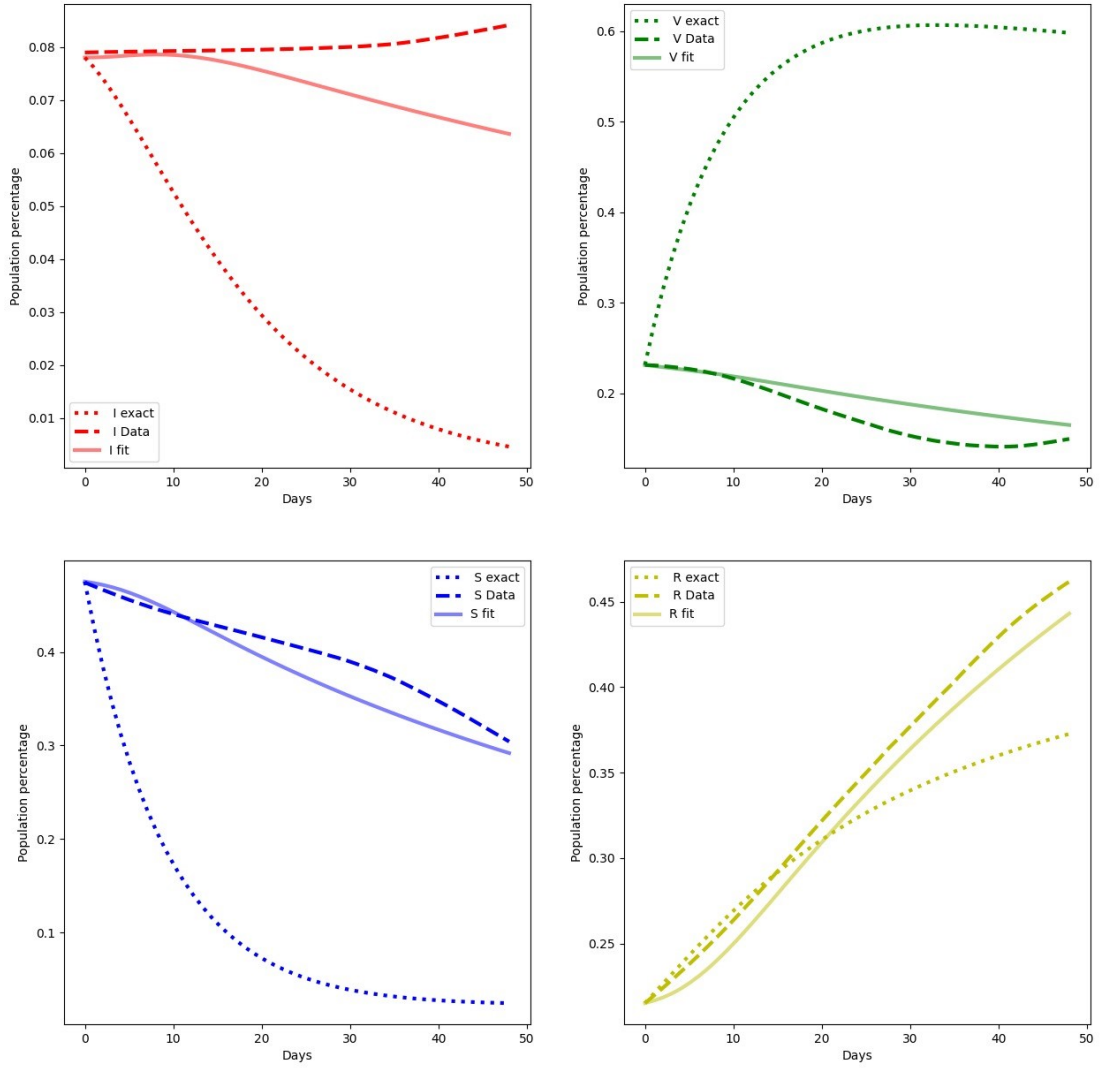 Population percentage
0.08
0.07
0.06
0.05
0.04
0.03
0.02
0.01
I exact
I Data
I fit
0 10 20 30 40 50
Days
Population percentage
0.6
0.5
0.4
0.3
0.2
V exact
V Data
V fit
0 10 20 30 40 50
Days
Population percentage
0.4
0.3
0.2
0.1
S exact
S Data
S fit
0 10 20 30 40 50
Days
Population percentage
0.45
0.40
0.35
0.30
0.25
R exact
R Data
R fit
0 10 20 30 40 50
Days